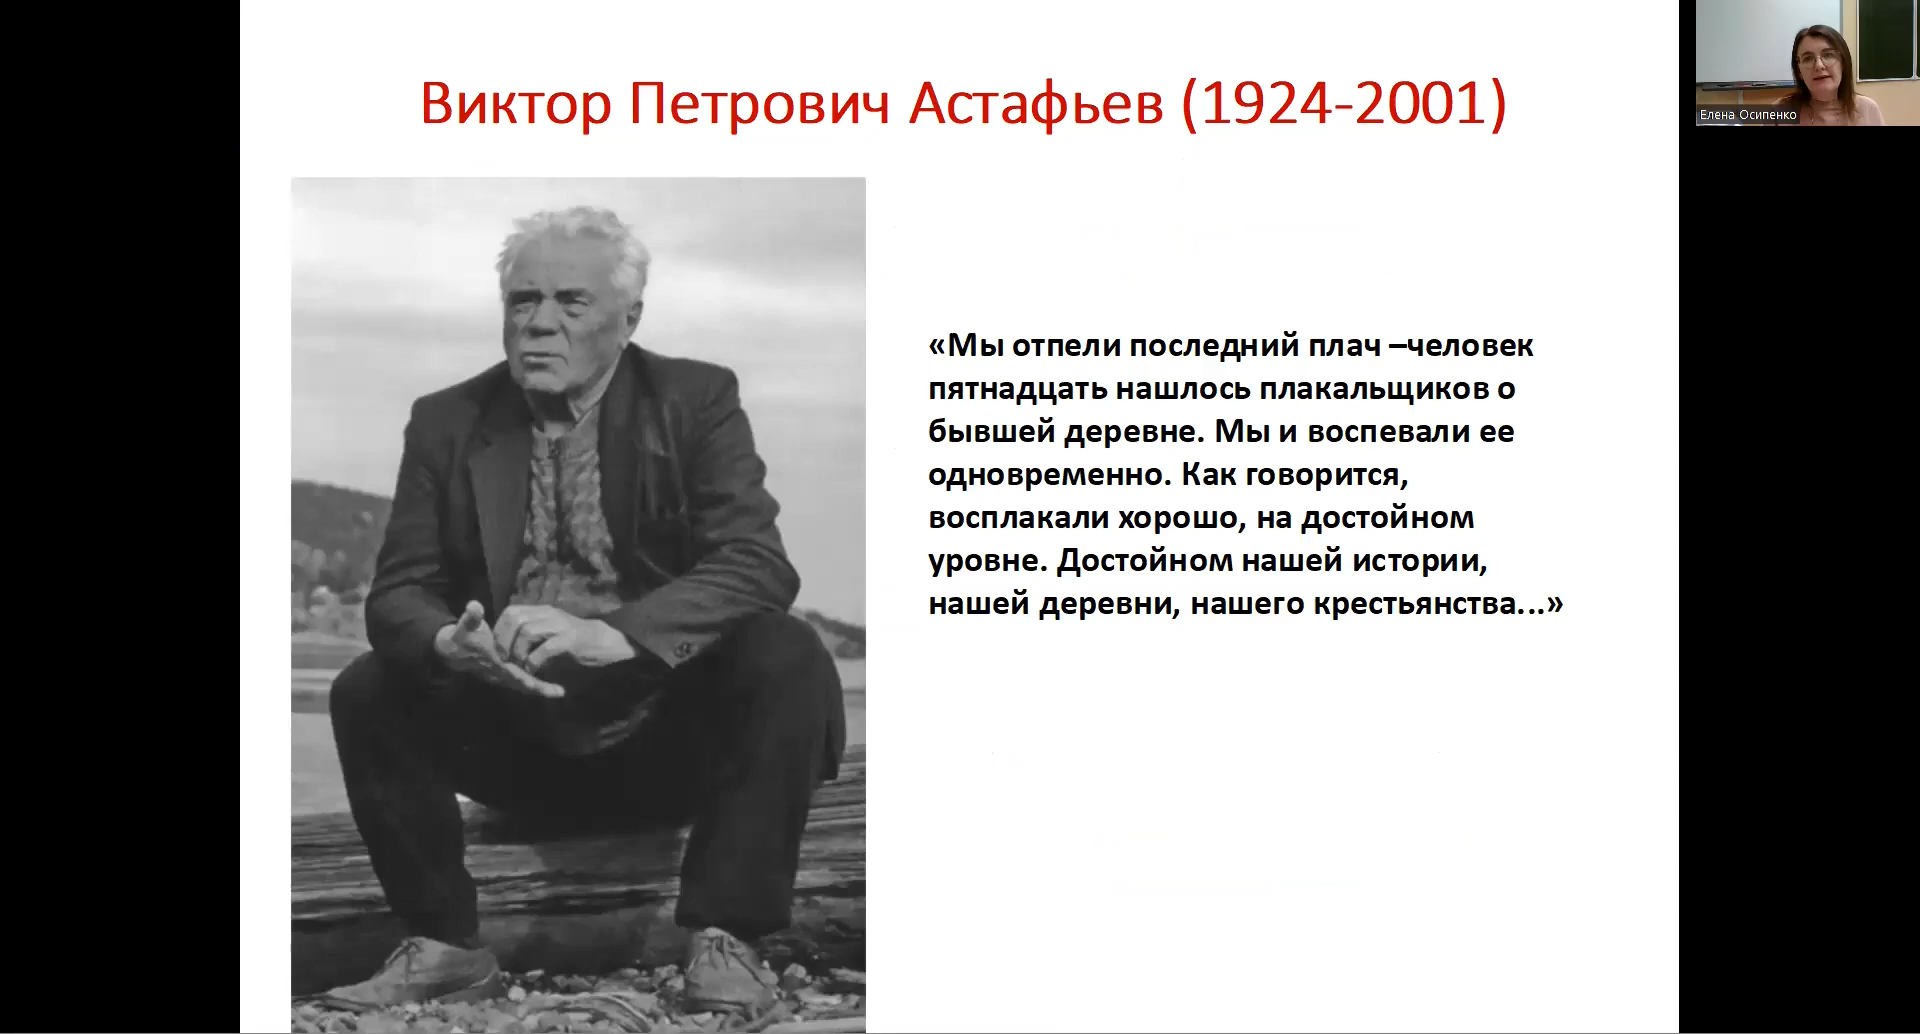 Виктор Петрович Астафьев (1924-2001)
Елена Осипенко
«Мы отпели последний плач –человек
пятнадцать нашлось плакальщиков о
бывшей деревне. Мы и воспевали ее
одновременно. Как говорится,
восплакали хорошо, на достойном
уровне. Достойном нашей истории,
нашей деревни, нашего крестьянства...»